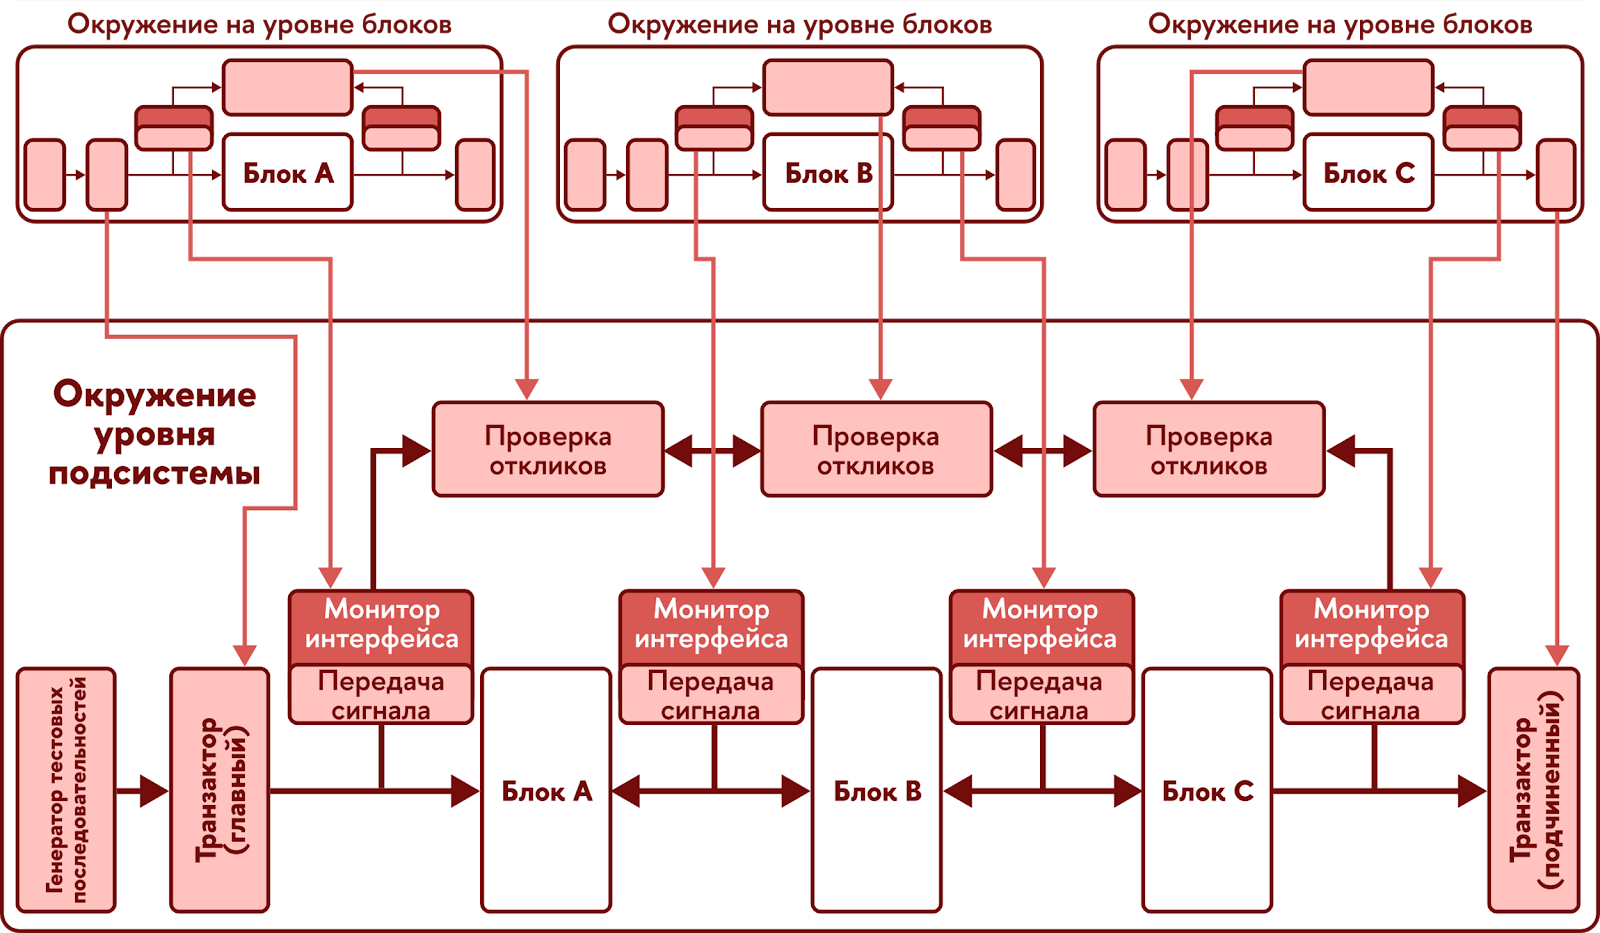 Окружение на уровне блоков
Окружение на уровне блоков
Окружение на уровне блоков
Блок A
Блок B
Блок C
Окружение
уровня
подсистемы
Проверка
откликов
Проверка
откликов
Проверка
откликов
Монитор
интерфейса
Передача
сигнала
Монитор
интерфейса
Передача
сигнала
Монитор
интерфейса
Передача
сигнала
Монитор
интерфейса
Передача
сигнала
Генератор тестовых
последовательностей
Транзактор
(главный)
Блок A
Блок B
Блок C
Транзактор
(подчиненный)